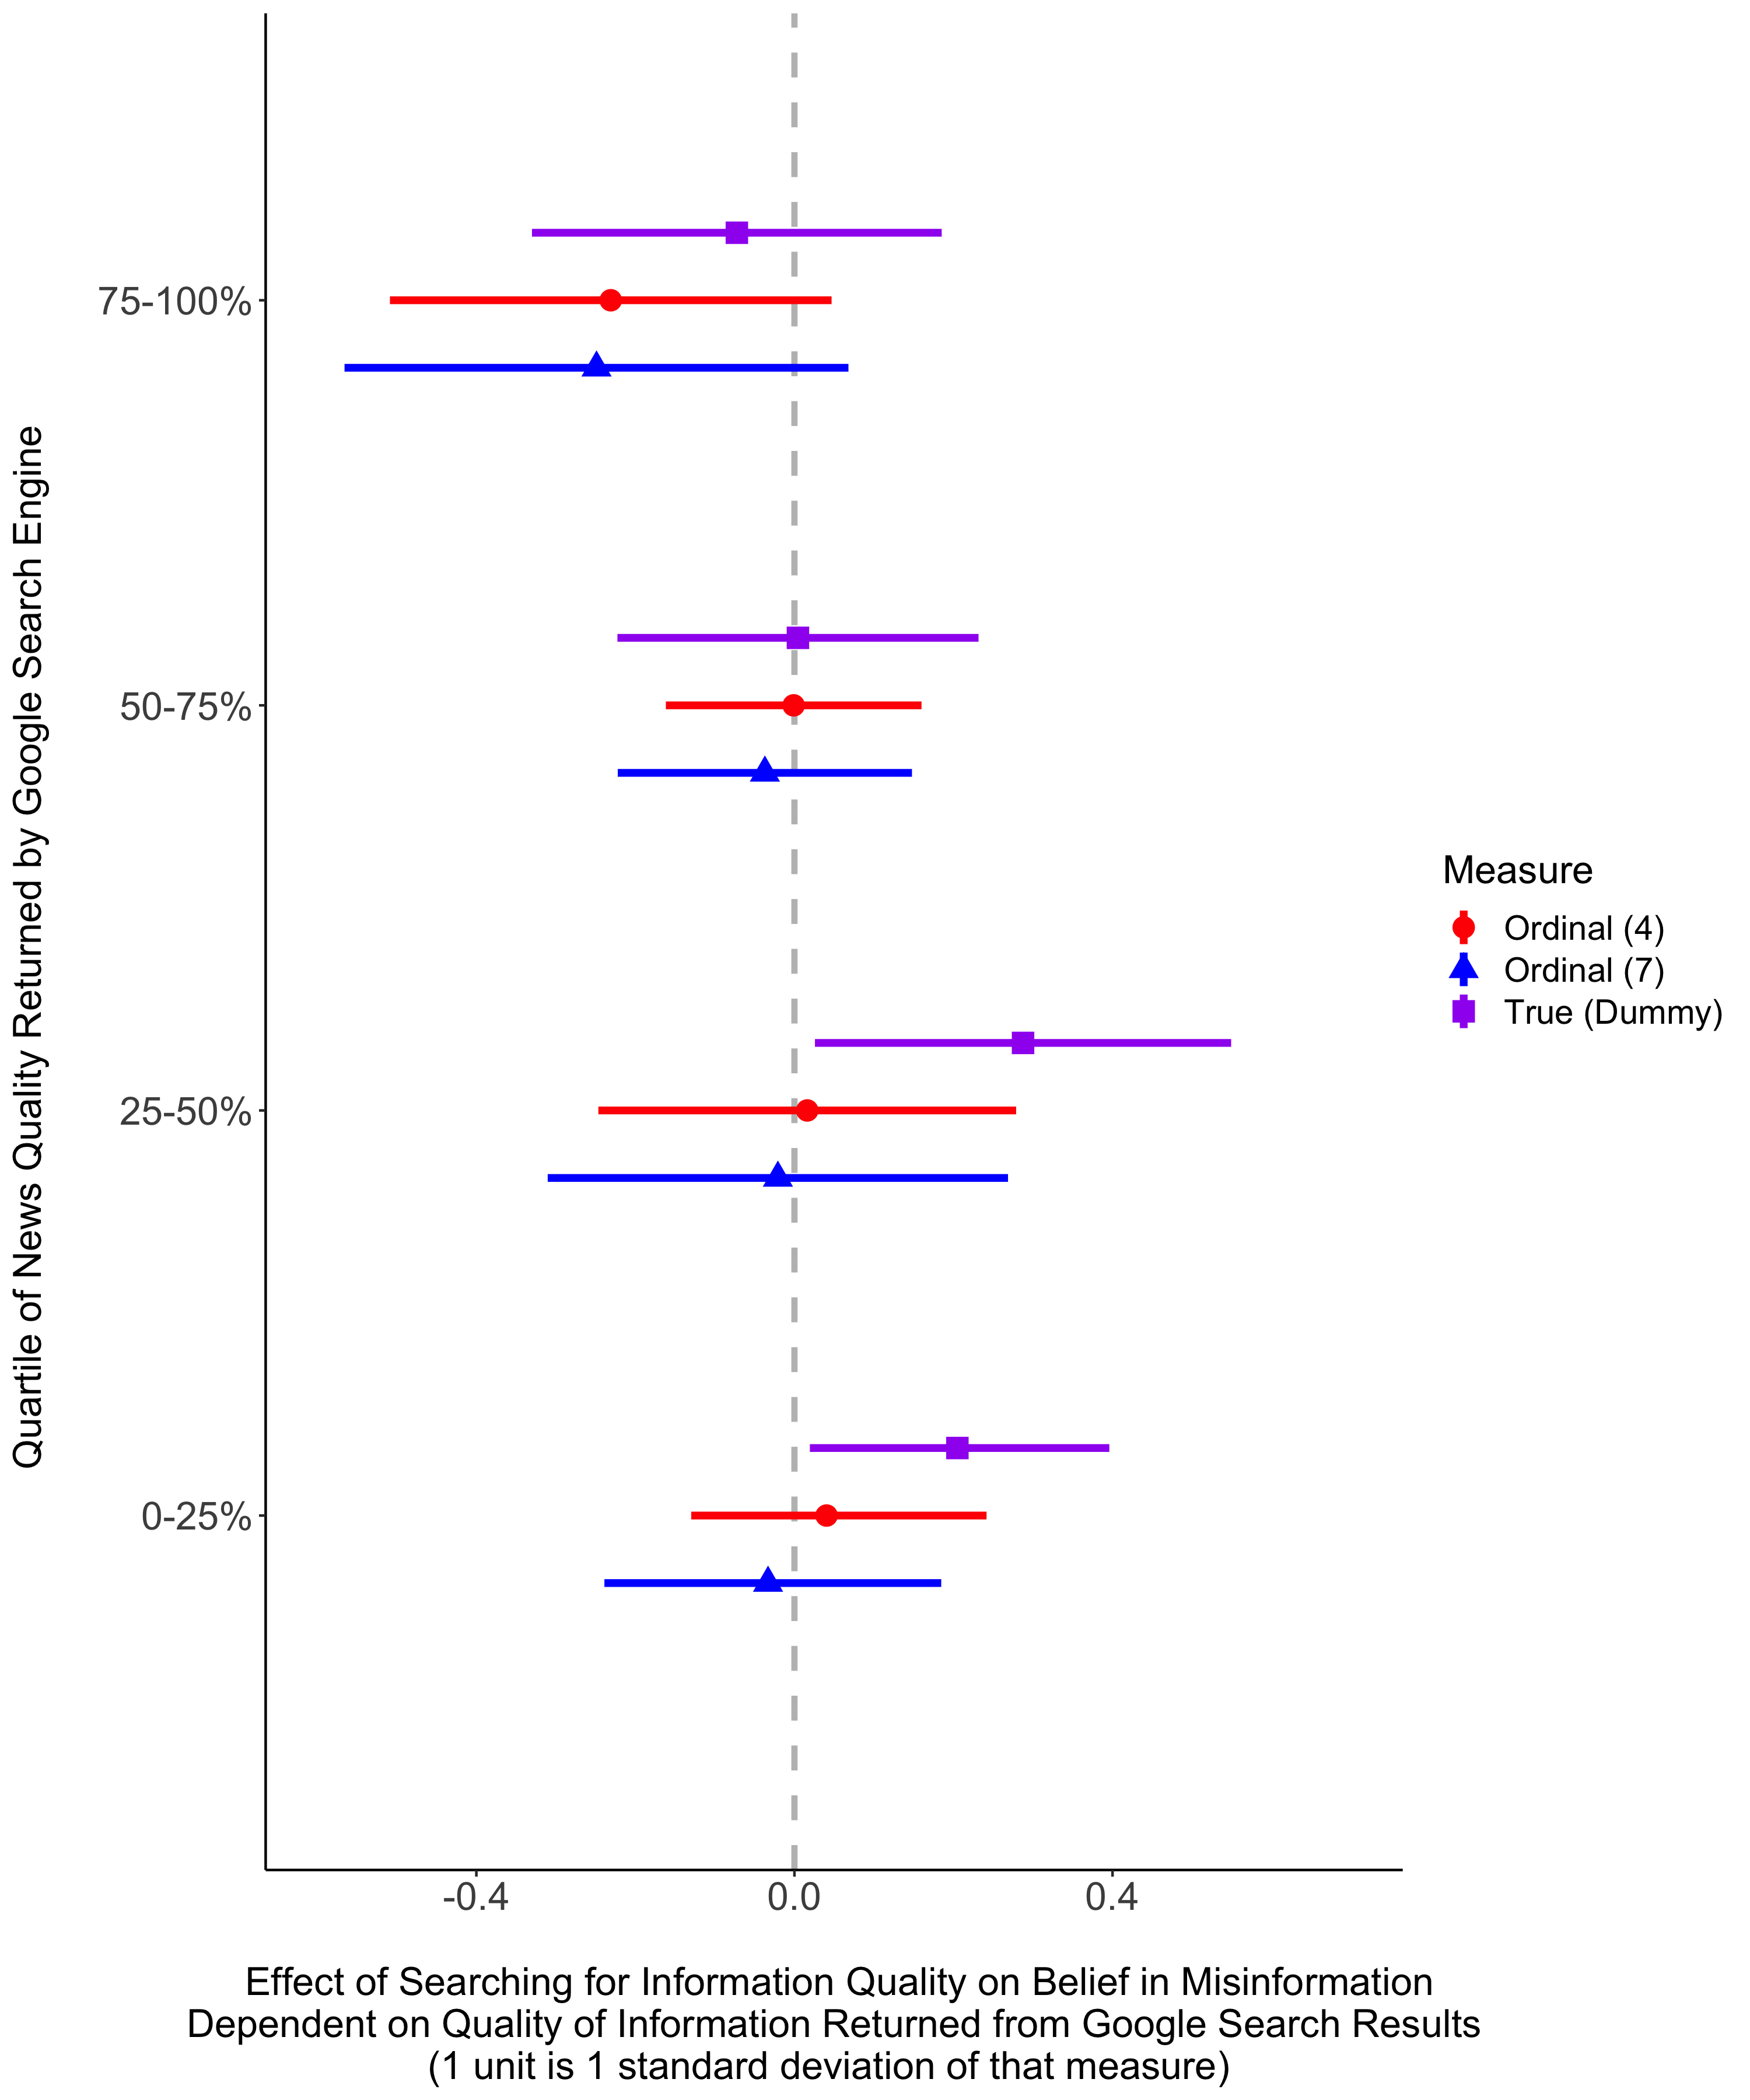 Quartile of News Quality Returned by Google Search Engine
75-100%
50-75%
25-50%
0-25%
-0.4
0.0
0.4
Effect of Searching for Information Quality on Belief in Misinformation
Dependent on Quality of Information Returned from Google Search Results
(1 unit is 1 standard deviation of that measure)
Measure
Ordinal (4)
Ordinal (7)
True (Dummy)